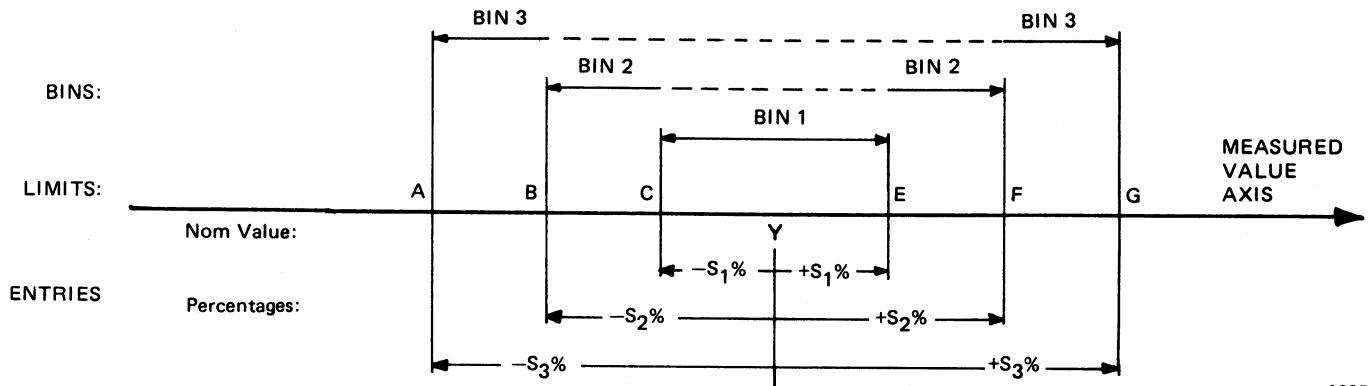 BIN 3 BIN 3
BIN 2 BIN 2
BINS:
BIN 1
MEASURED
VALUE
AXIS
LIMITS: A B C E F G
Nom Value: Y
−S1% +S1%
ENTRIES
Percentages:
−S2% +S2%
−S3% +S3%